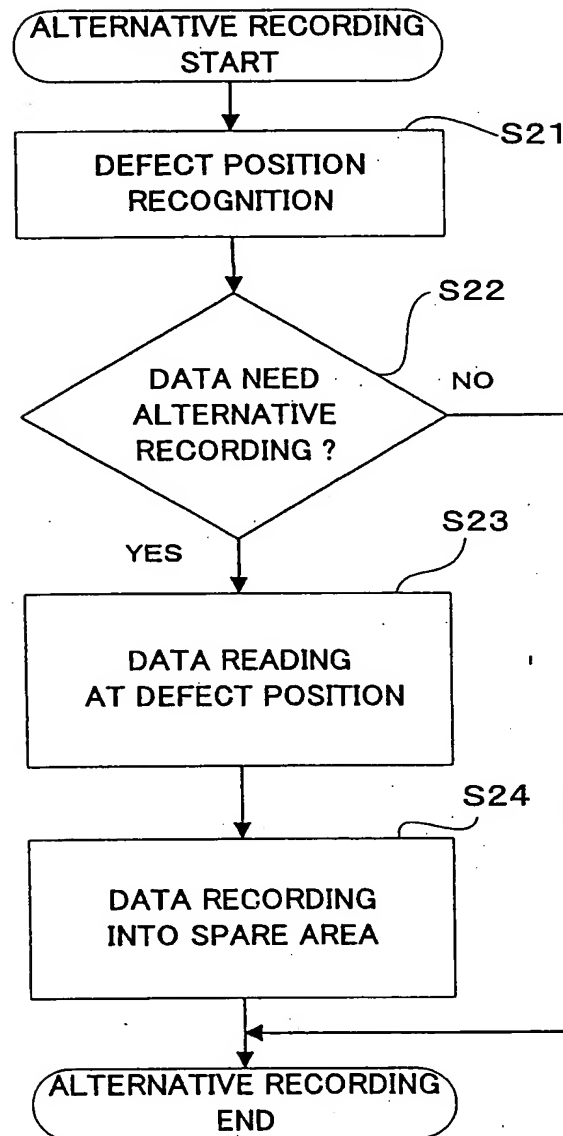 ALTERNATIVE RECORDING
START
S21
DEFECT POSITION
RECOGNITION
S22
DATA NEED
ALTERNATIVE
RECORDING ?
NO
YES
S23
DATA READING
AT DEFECT POSITION
S24
DATA RECORDING
INTO SPARE AREA
ALTERNATIVE RECORDING
END